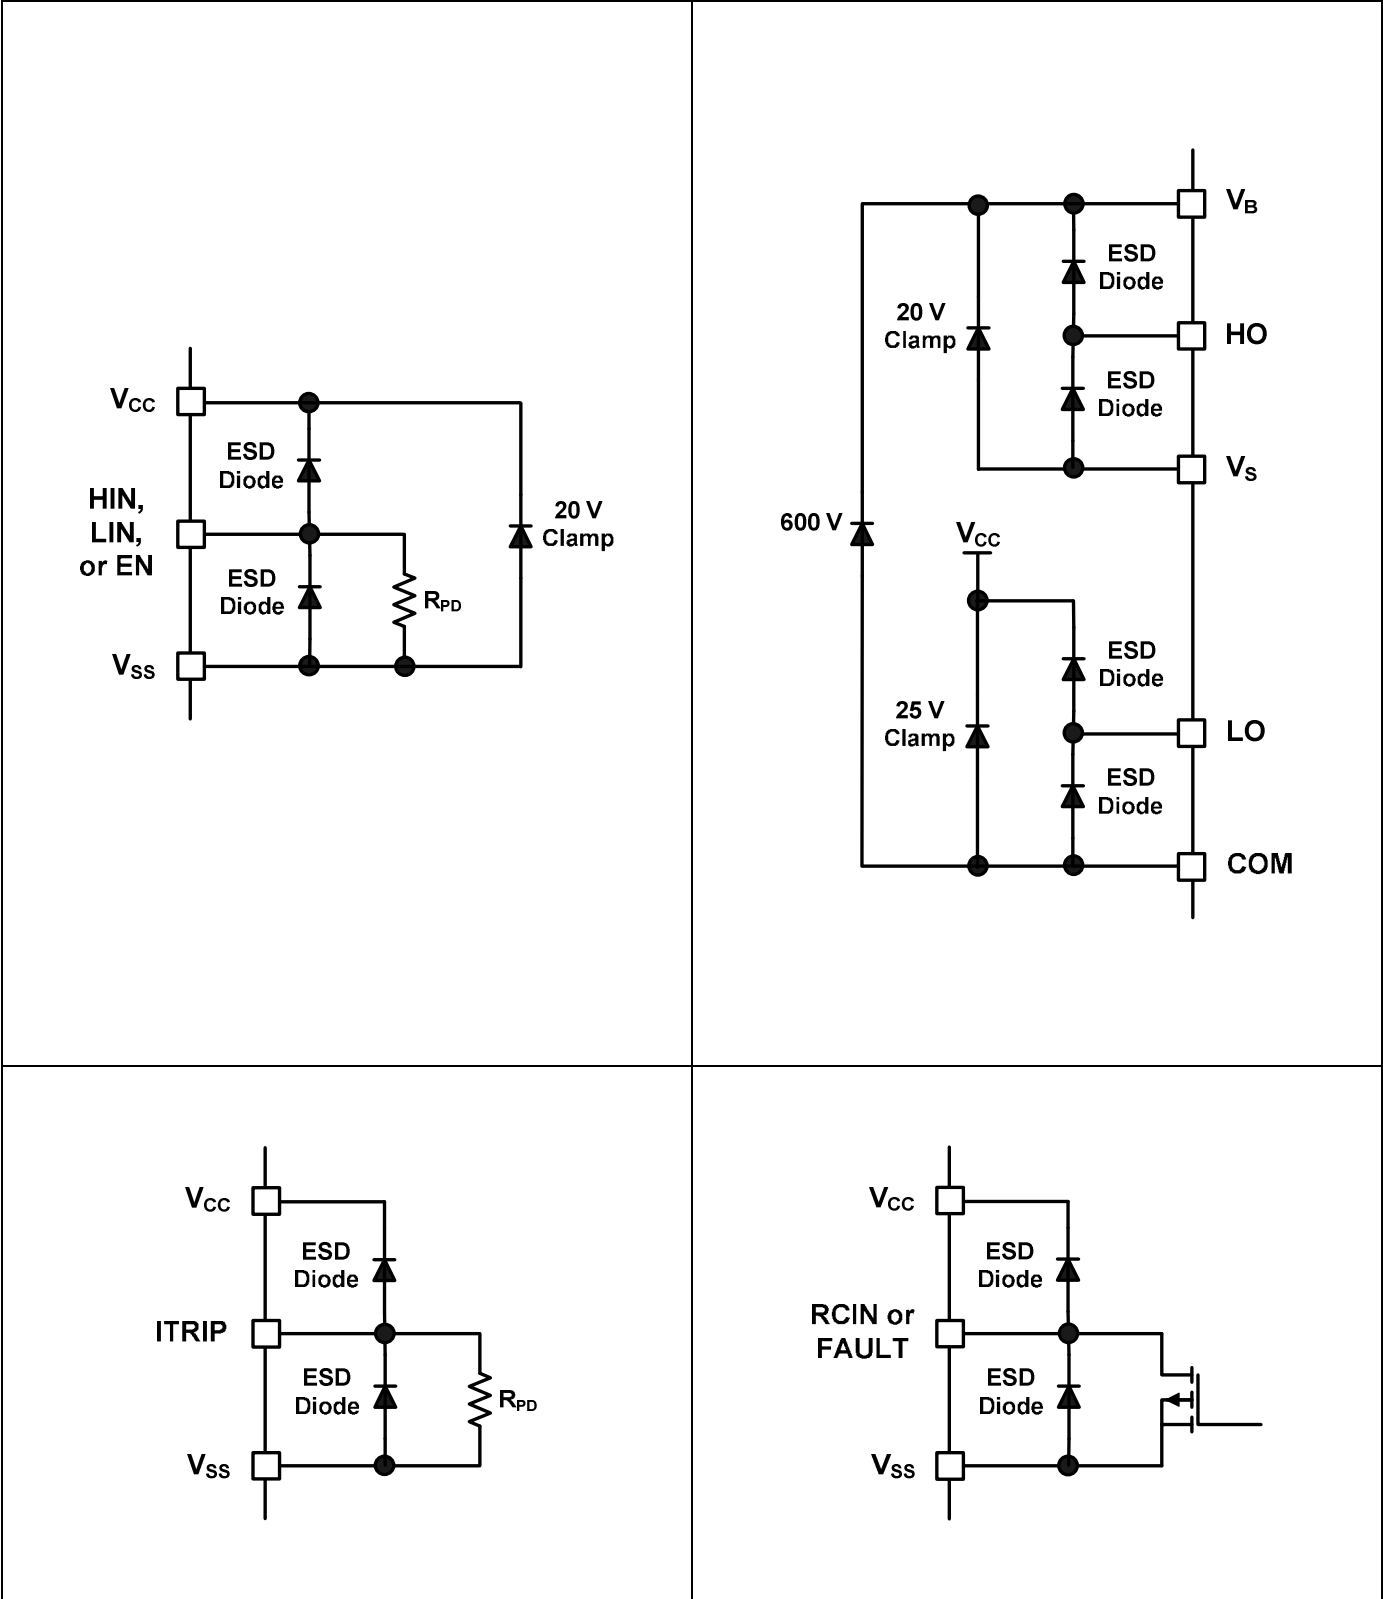 VCC
ESD
Diode
HIN,
LIN,
or EN
20 V
Clamp
ESD
Diode
RPD
VSS
VB
ESD
Diode
20 V
Clamp
HO
ESD
Diode
VS
600 V
VCC
ESD
Diode
25 V
Clamp
LO
ESD
Diode
COM
VCC
ESD
Diode
ITRIP
ESD
Diode
RPD
VSS
VCC
ESD
Diode
RCIN or
FAULT
ESD
Diode
VSS